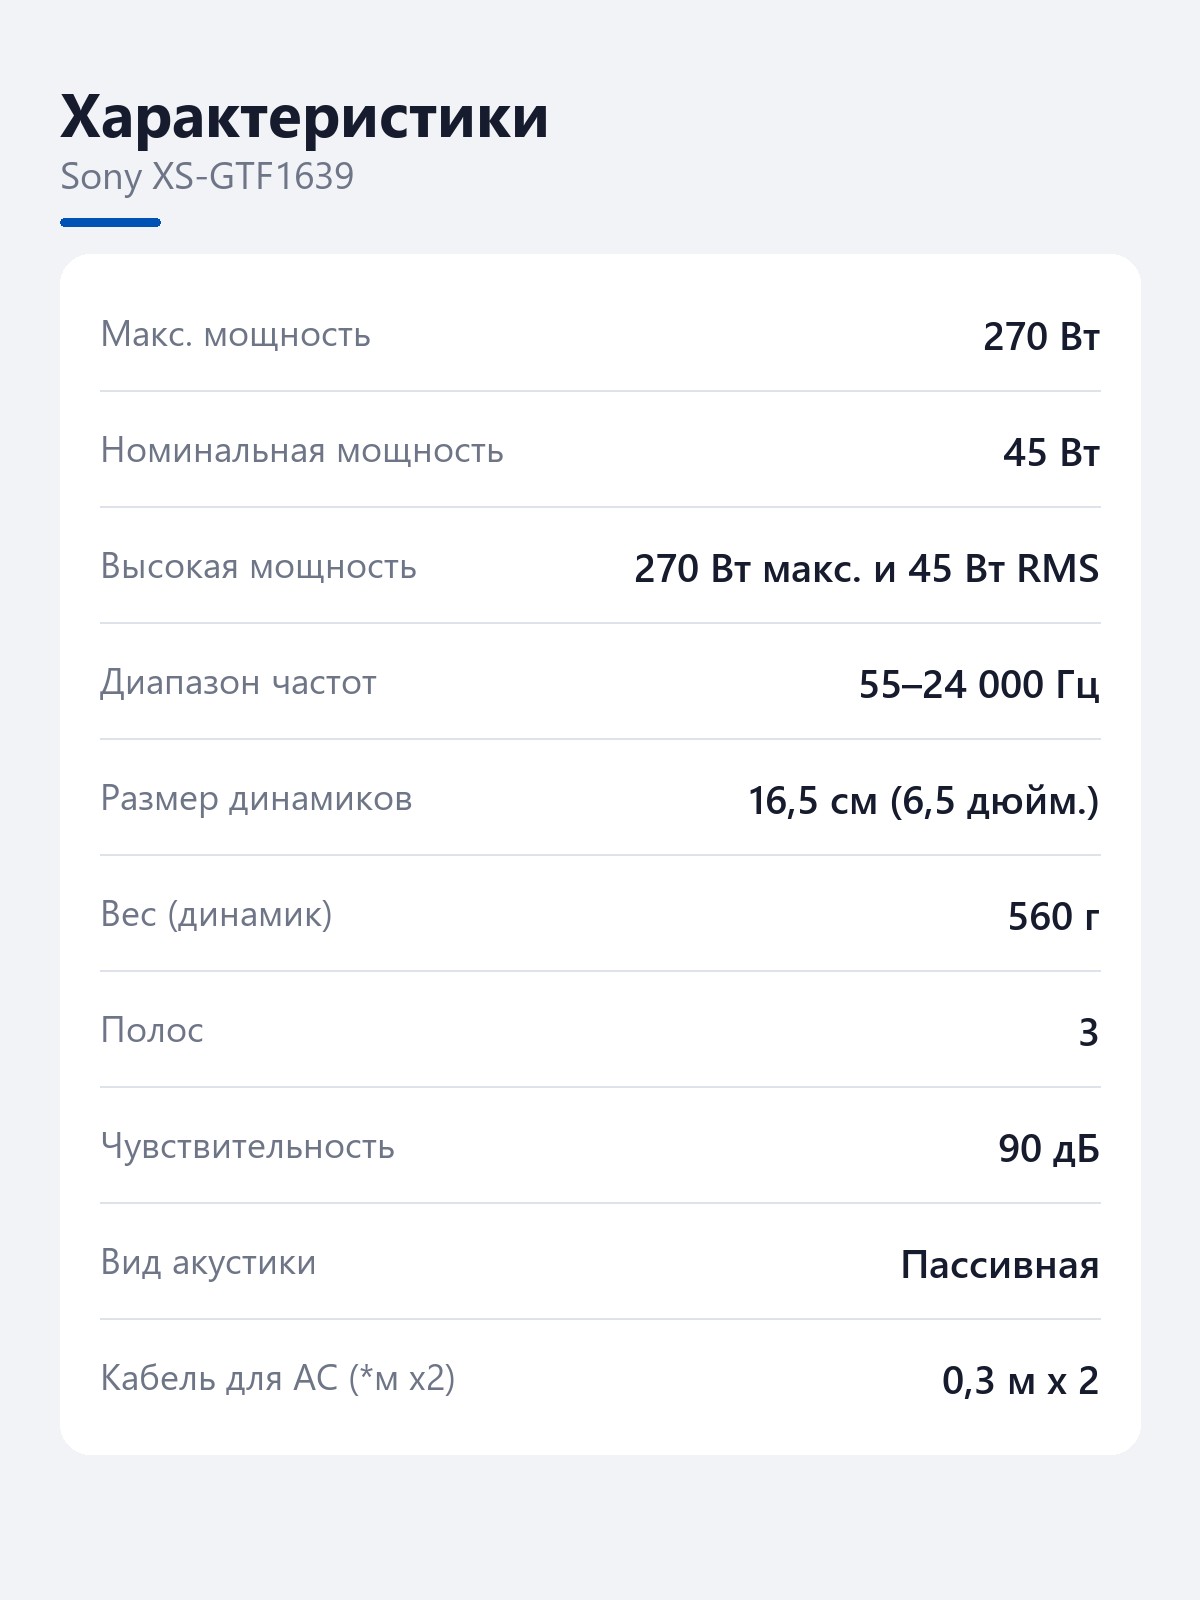 Характеристики
Sony XS-GTF1639
Макс. мощность 270 Вт
Номинальная мощность 45 Вт
Высокая мощность 270 Вт макс. и 45 Вт RMS
Диапазон частот 55–24 000 Гц
Размер динамиков 16,5 см (6,5 дюйм.)
Вес (динамик) 560 г
Полос 3
Чувствительность 90 дБ
Вид акустики Пассивная
Кабель для АС (*м x2) 0,3 м x 2